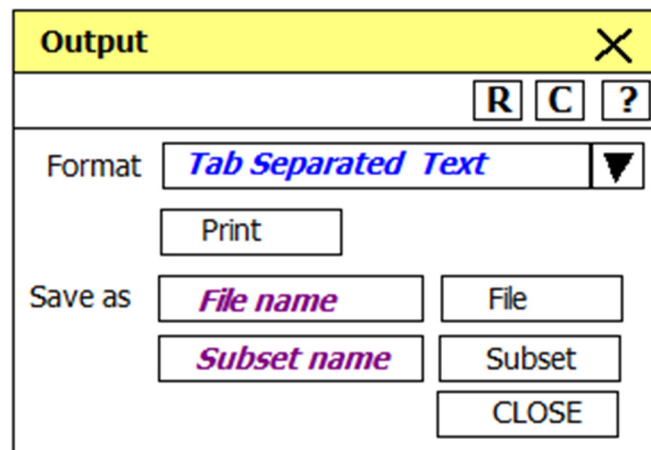 Output X
R C ?
Format Tab Separated Text
Print
Save as File name File
Subset name Subset
CLOSE